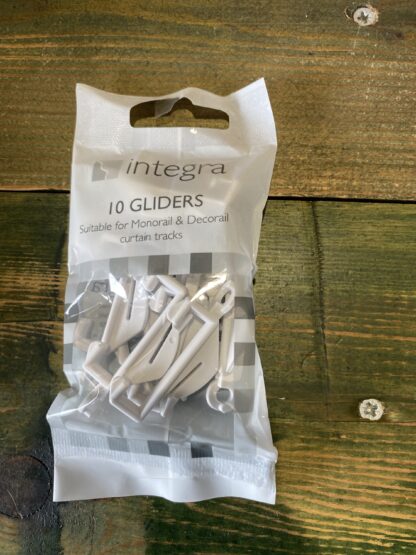 integra
10 GLIDERS
Suitable for Monorail & Decorail
curtain tracks